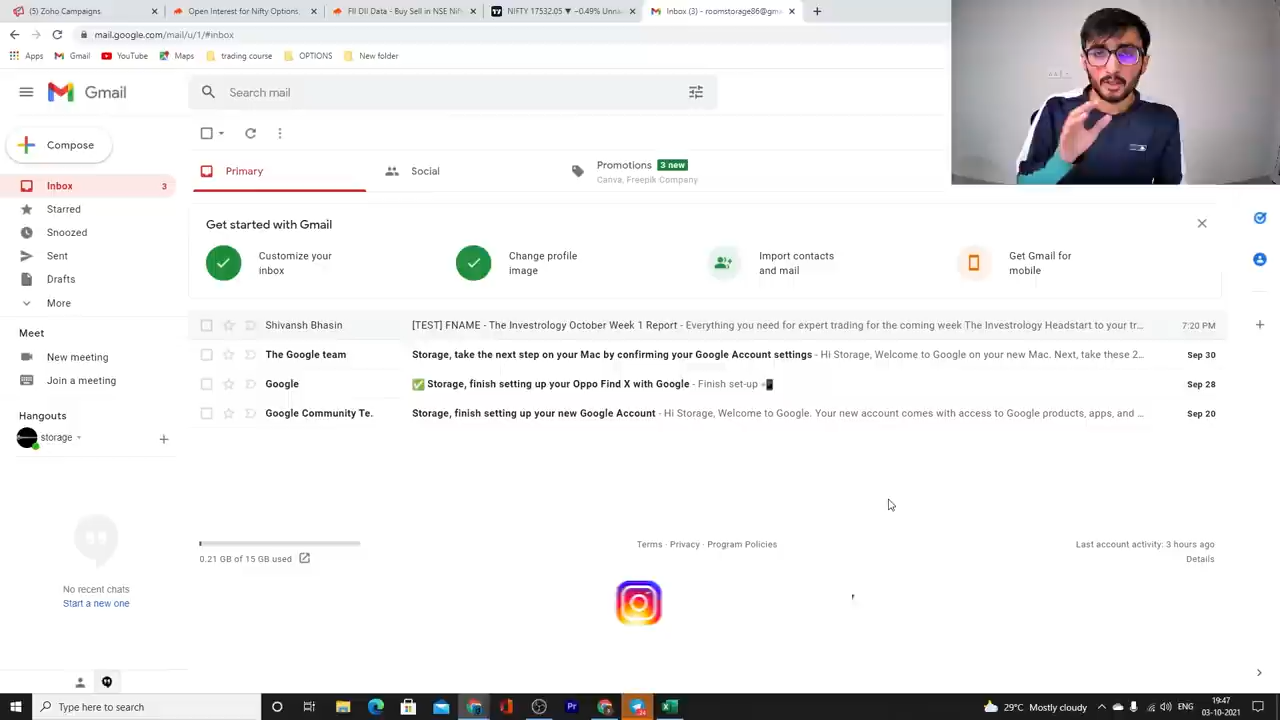 (5) Zoho Campaigns
Open Interest for Nifty Options
FII DII Data - Buy Sell in NSE Nif
NIFTY 17532.05 ▼ −0.49% Unna
Inbox (3) - roomstorage86@gm
mail.google.com/mail/u/1/#inbox
Apps
Gmail
YouTube
Maps
trading course
OPTIONS
New folder
Gmail
Search mail
Compose
Primary
Social
Promotions
3 new
Canva, Freepik Company
Inbox
3
Starred
Snoozed
Sent
Drafts
More
Get started with Gmail
Customize your
inbox
Change profile
image
Import contacts
and mail
Get Gmail for
mobile
Shivansh Bhasin
[TEST] FNAME - The Investrology October Week 1 Report - Everything you need for expert trading for the coming week The Investrology Headstart to your tr...
7:20 PM
The Google team
Storage, take the next step on your Mac by confirming your Google Account settings - Hi Storage, Welcome to Google on your new Mac. Next, take these 2...
Sep 30
Google
✅ Storage, finish setting up your Oppo Find X with Google - Finish set-up 📲
Sep 28
Google Community Te.
Storage, finish setting up your new Google Account - Hi Storage, Welcome to Google. Your new account comes with access to Google products, apps, and ...
Sep 20
Meet
New meeting
Join a meeting
Hangouts
storage
No recent chats
Start a new one
0.21 GB of 15 GB used
Terms · Privacy · Program Policies
Last account activity: 3 hours ago
Details
Type here to search
29°C Mostly cloudy
ENG
19:47
03-10-2021